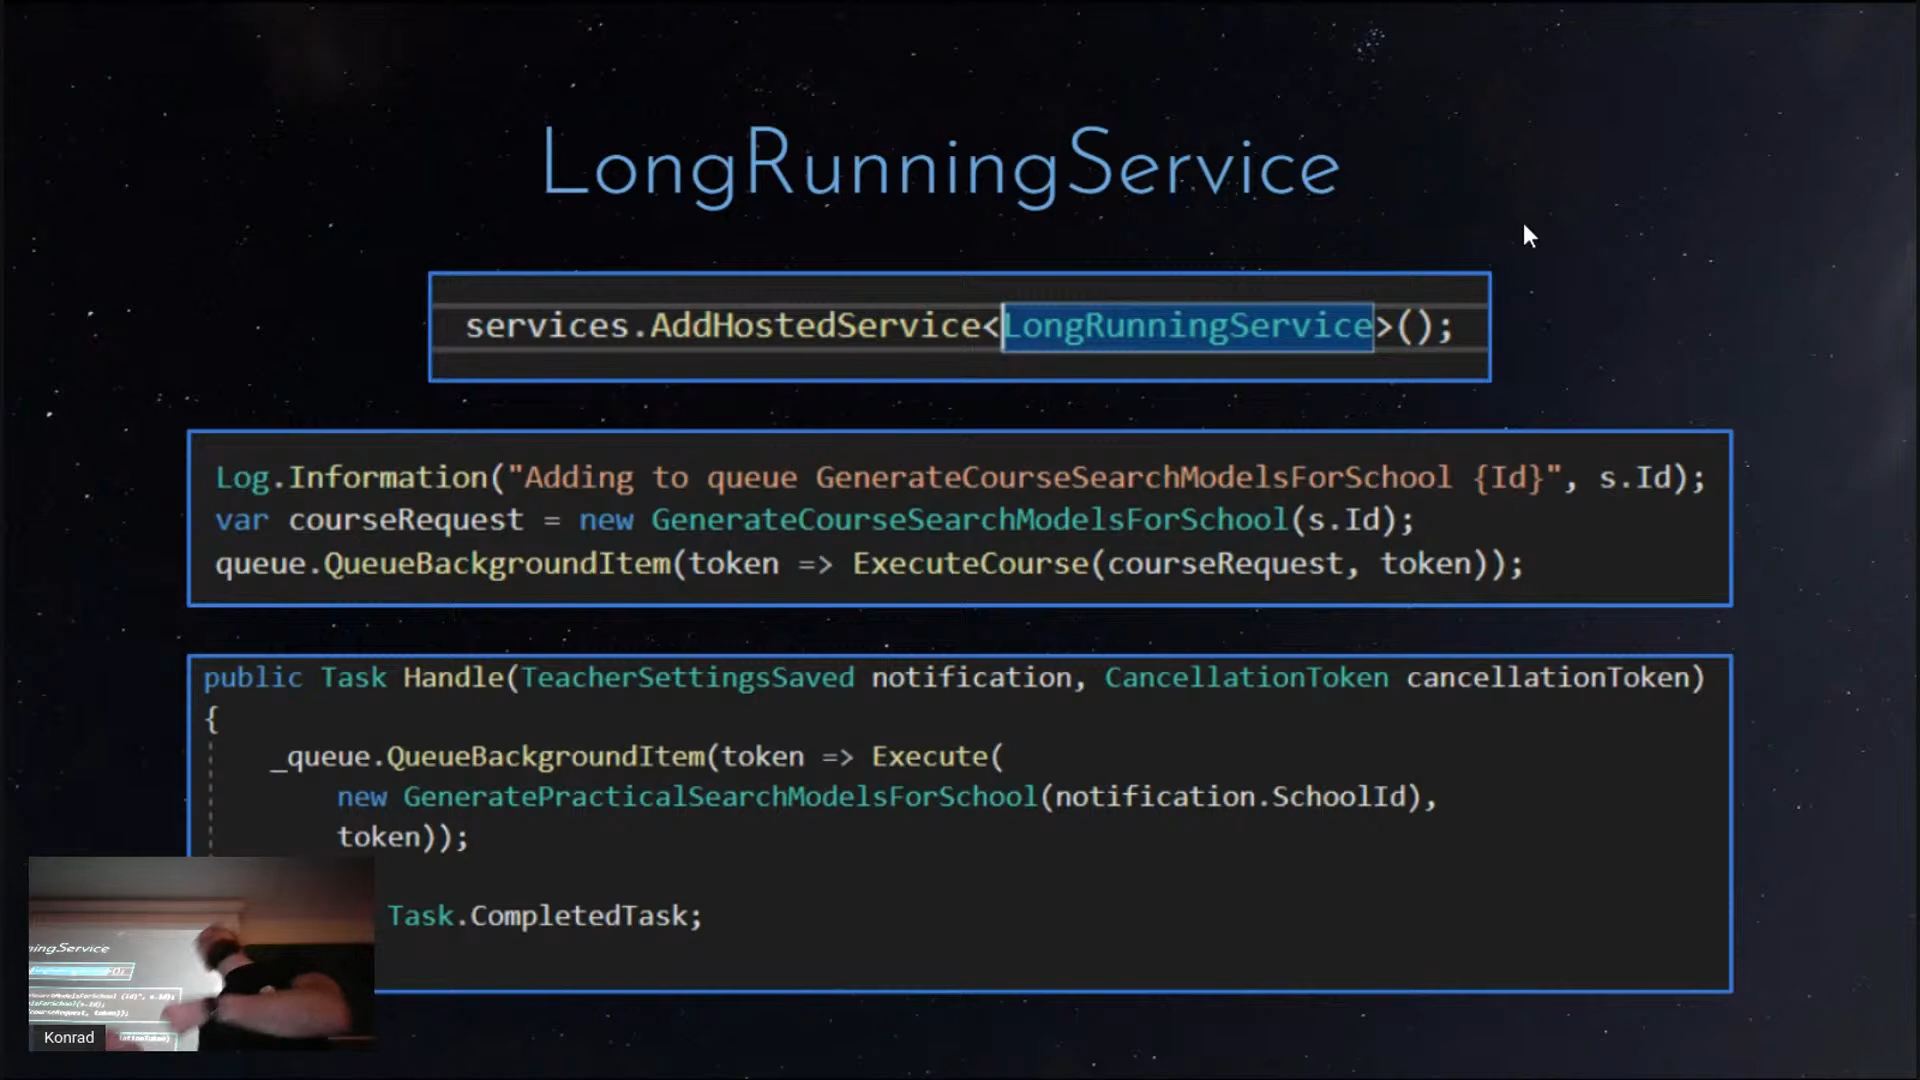 LongRunningService
services.AddHostedService<LongRunningService>();
Log.Information("Adding to queue GenerateCourseSearchModelsForSchool {Id}", s.Id);
var courseRequest = new GenerateCourseSearchModelsForSchool(s.Id);
queue.QueueBackgroundItem(token => ExecuteCourse(courseRequest, token));
public Task Handle(TeacherSettingsSaved notification, CancellationToken cancellationToken)
{
_queue.QueueBackgroundItem(token => Execute(
new GeneratePracticalSearchModelsForSchool(notification.SchoolId),
token));
Task.CompletedTask;
ningService
Konrad